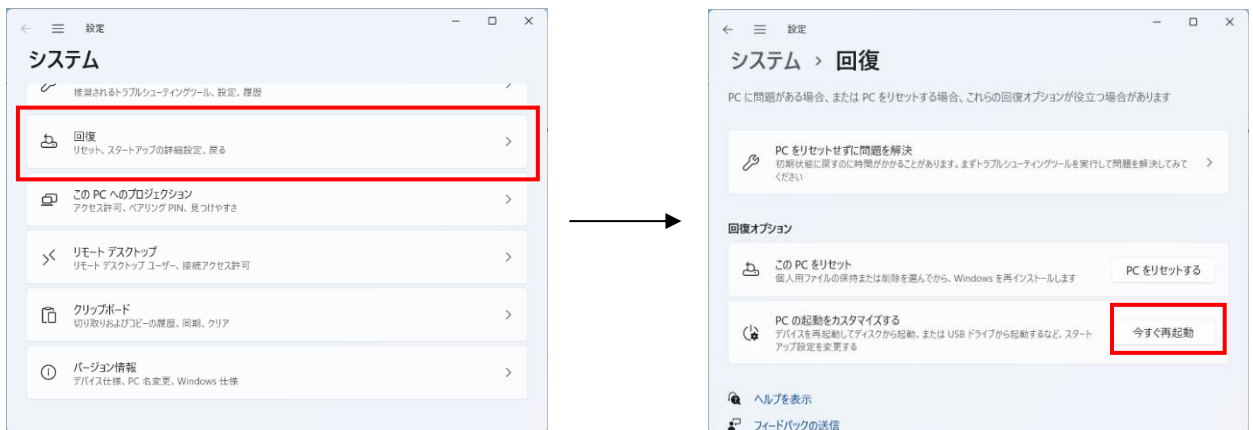 設定
システム
推奨されるトラブルシューティングツール、設定、履歴
回復
リセット、スタートアップの詳細設定、戻る
この PC へのプロジェクション
アクセス許可、ペアリング PIN、見つけやすさ
リモート デスクトップ
リモート デスクトップ ユーザー、接続アクセス許可
クリップボード
切り取りおよびコピーの履歴、同期、クリア
バージョン情報
デバイス仕様、PC 名変更、Windows 仕様
設定
システム › 回復
PC に問題がある場合、または PC をリセットする場合、これらの回復オプションが役立つ場合があります
PC をリセットせずに問題を解決
初期状態に戻すのに時間がかかることがあります。まずトラブルシューティングツールを実行して問題を解決してみて
ください
回復オプション
この PC をリセット
個人用ファイルの保持または削除を選んでから、Windows を再インストールします
PC をリセットする
PC の起動をカスタマイズする
デバイスを再起動してディスクから起動、または USB ドライブから起動するなど、スタート
アップ設定を変更する
今すぐ再起動
ヘルプを表示
フィードバックの送信